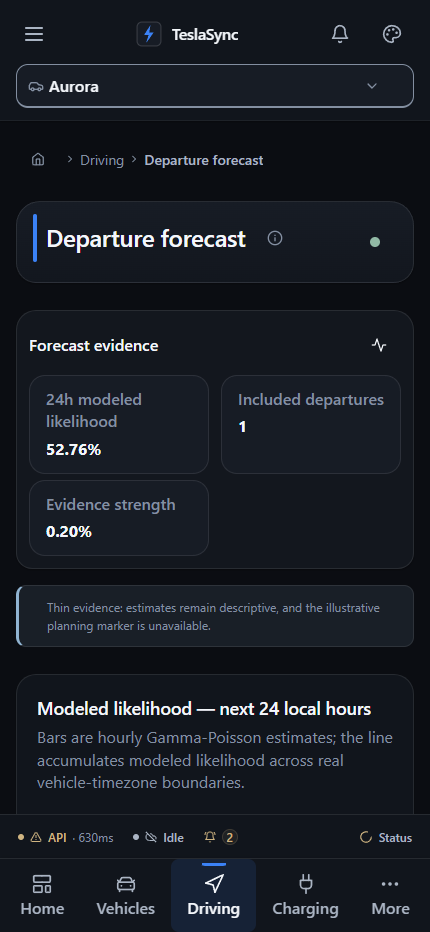 TeslaSync
Aurora
Driving
Departure forecast
Departure forecast
Forecast evidence
24h modeled
likelihood
52.76%
Included departures
1
Evidence strength
0.20%
Thin evidence: estimates remain descriptive, and the illustrative
planning marker is unavailable.
Modeled likelihood — next 24 local hours
Bars are hourly Gamma-Poisson estimates; the line
accumulates modeled likelihood across real
vehicle-timezone boundaries.
API · 630ms
Idle
2
Status
Home
Vehicles
Driving
Charging
More